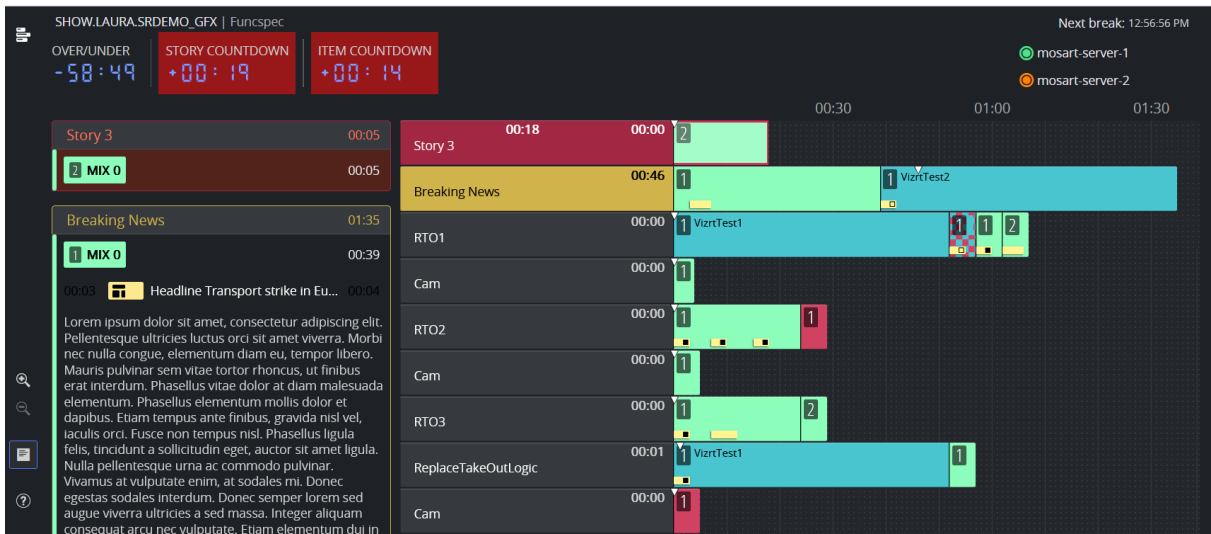 SHOW.LAURA.SRDEMO_GFX | Funcspec
Next break: 12:56:56 PM
OVER/UNDER
-58:49
STORY COUNTDOWN
+00:19
ITEM COUNTDOWN
+00:14
mosart-server-1
mosart-server-2
00:30 01:00 01:30
Story 3 00:05
2 MIX 0 00:05
Breaking News 01:35
1 MIX 0 00:39
00:03 Headline Transport strike in Eu... 00:04
Lorem ipsum dolor sit amet, consectetur adipiscing elit.
Pellentesque ultricies luctus orci sit amet viverra. Morbi
nec nulla congue, elementum diam eu, tempor libero.
Mauris pulvinar sem vitae tortor rhoncus, ut finibus
erat interdum. Phasellus vitae dolor at diam malesuada
elementum. Phasellus elementum mollis dolor et
dapibus. Etiam tempus ante finibus, gravida nisl vel,
iaculis orci. Fusce non tempus nisl. Phasellus ligula
felis, tincidunt a sollicitudin eget, auctor sit amet ligula.
Nulla pellentesque urna ac commodo pulvinar.
Vivamus at vulputate enim, at sodales mi. Donec
egestas sodales interdum. Donec semper lorem sed
augue viverra ultricies a sed massa. Integer aliquam
consequat arcu nec vulputate. Etiam elementum dui in
00:18 00:00 2
Story 3
00:46 1 1 VizrtTest2
Breaking News
00:00 1 VizrtTest1 1 1 2
RTO1
00:00 1
Cam
00:00 1 1
RTO2
00:00 1
Cam
00:00 1 2
RTO3
00:01 1 VizrtTest1 1
ReplaceTakeOutLogic
00:00 1
Cam